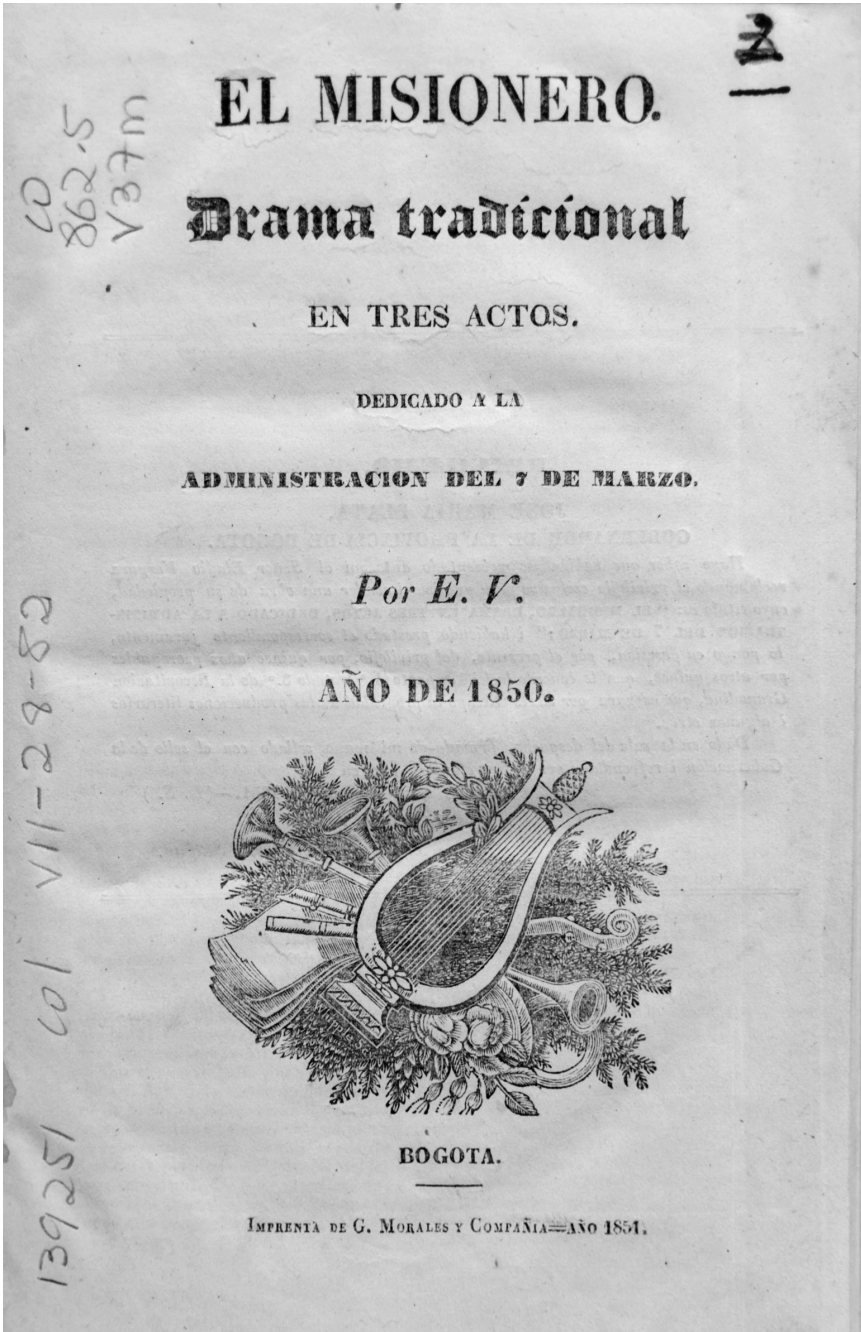 2
EL MISIONERO.
Drama tradicional
EN TRES ACTOS.
DEDICADO A LA
ADMINISTRACION DEL 7 DE MARZO.
Por E. V.
AÑO DE 1850.
BOGOTA.
IMPRENTA DE G. MORALES Y COMPAÑIA=AÑO 1851.
CO
862.5
V37m
139251 COl VII-28-82